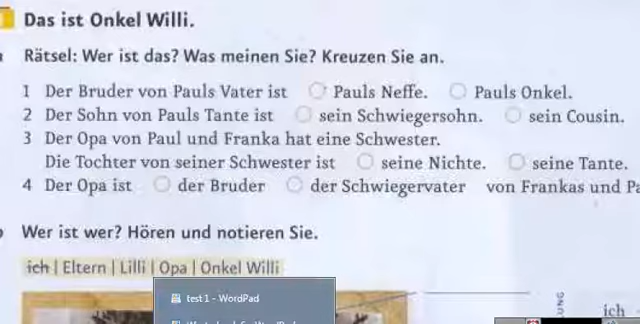 Das ist Onkel Willi.
Rätsel: Wer ist das? Was meinen Sie? Kreuzen Sie an.
1 Der Bruder von Pauls Vater ist Pauls Neffe. Pauls Onkel.
2 Der Sohn von Pauls Tante ist sein Schwiegersohn. sein Cousin.
3 Der Opa von Paul und Franka hat eine Schwester.
Die Tochter von seiner Schwester ist seine Nichte. seine Tante.
4 Der Opa ist der Bruder der Schwiegervater von Frankas und
Wer ist wer? Hören und notieren Sie.
ich | Eltern | Lilli | Opa | Onkel Willi
test 1 - WordPad
ich